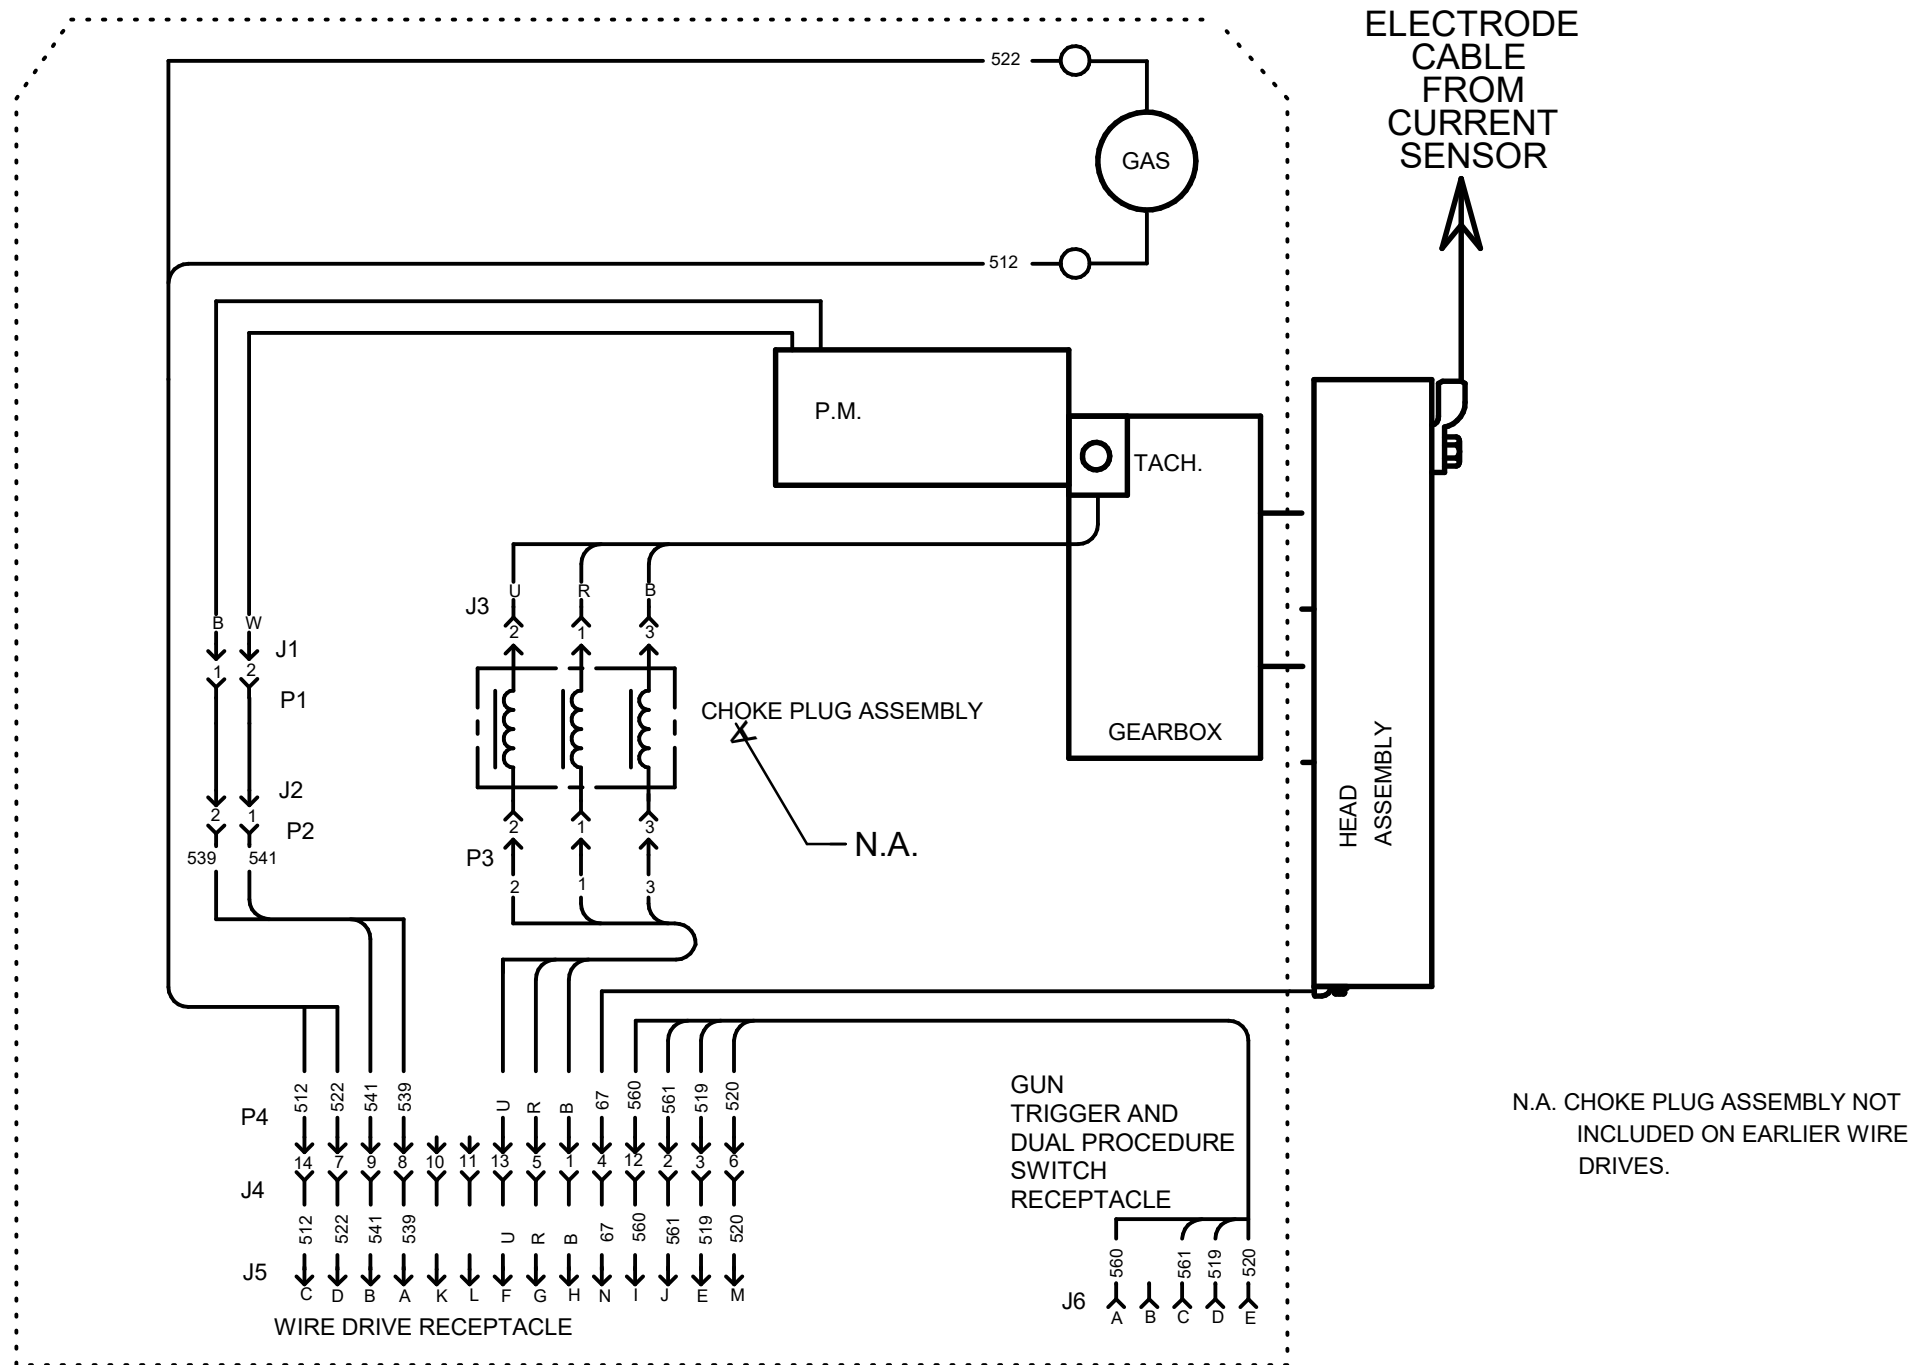 ELECTRODE
CABLE
FROM
CURRENT
SENSOR
522
GAS
512
P.M.
TACH.
U R B
J3
2 1 3
B W
J1
1 2
P1
CHOKE PLUG ASSEMBLY
GEARBOX
HEAD
ASSEMBLY
J2
2 1
P2
2 1 3
N.A.
539 541
P3
2 1 3
P4
512 522 541 539 U R B 67 560 561 519 520
14 7 9 8 10 11 13 5 1 4 12 2 3 6
J4
512 522 541 539 U R B 67 560 561 519 520
J5
C D B A K L F G H N I J E M
WIRE DRIVE RECEPTACLE
GUN
TRIGGER AND
DUAL PROCEDURE
SWITCH
RECEPTACLE
560 561 519 520
J6
A B C D E
N.A. CHOKE PLUG ASSEMBLY NOT
INCLUDED ON EARLIER WIRE
DRIVES.